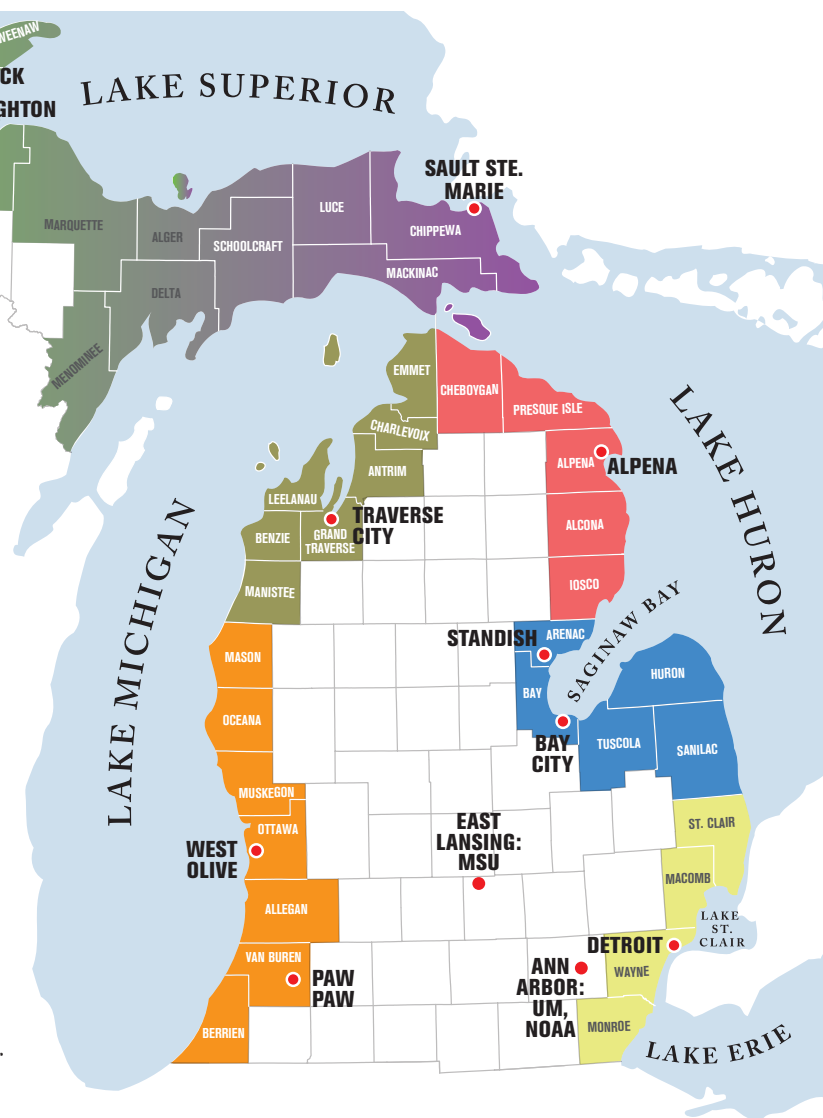 LAKE SUPERIOR
SAULT STE.
MARIE
LUCE
CHIPPEWA
MARQUETTE
ALGER
SCHOOLCRAFT
MACKINAC
DELTA
MENOMINEE
EMMET
CHEBOYGAN
PRESQUE ISLE
CHARLEVOIX
ANTRIM
ALPENA
ALPENA
LAKE HURON
LEELANAU
TRAVERSE
CITY
BENZIE
GRAND
TRAVERSE
ALCONA
MANISTEE
IOSCO
LAKE MICHIGAN
STANDISH
ARENAC
SAGINAW BAY
MASON
BAY
HURON
OCEANA
BAY
CITY
TUSCOLA
SANILAC
MUSKEGON
OTTAWA
WEST
OLIVE
EAST
LANSING:
MSU
ST. CLAIR
MACOMB
ALLEGAN
LAKE
ST.
CLAIR
DETROIT
VAN BUREN
PAW
PAW
ANN
ARBOR:
UM,
NOAA
WAYNE
BERRIEN
MONROE
LAKE ERIE